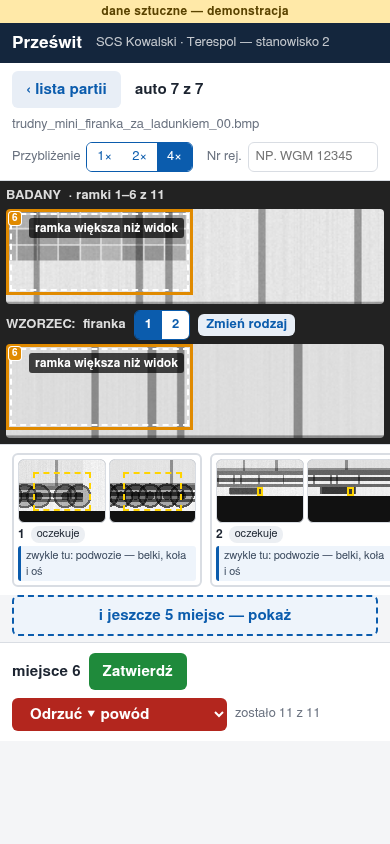 dane sztuczne — demonstracja
Prześwit SCS Kowalski · Terespol — stanowisko 2
‹ lista partii auto 7 z 7
trudny_mini_firanka_za_ladunkiem_00.bmp
Przybliżenie 1× 2× 4× Nr rej. NP. WGM 12345
BADANY · ramki 1–6 z 11
6 ramka większa niż widok
WZORZEC: firanka 1 2 Zmień rodzaj
6 ramka większa niż widok
1 oczekuje 2 oczekuje
zwykle tu: podwozie — belki, koła i oś
zwykle tu: podwozie — belki, koła i oś
i jeszcze 5 miejsc — pokaż
miejsce 6 Zatwierdź
Odrzuć ▾ powód zostało 11 z 11